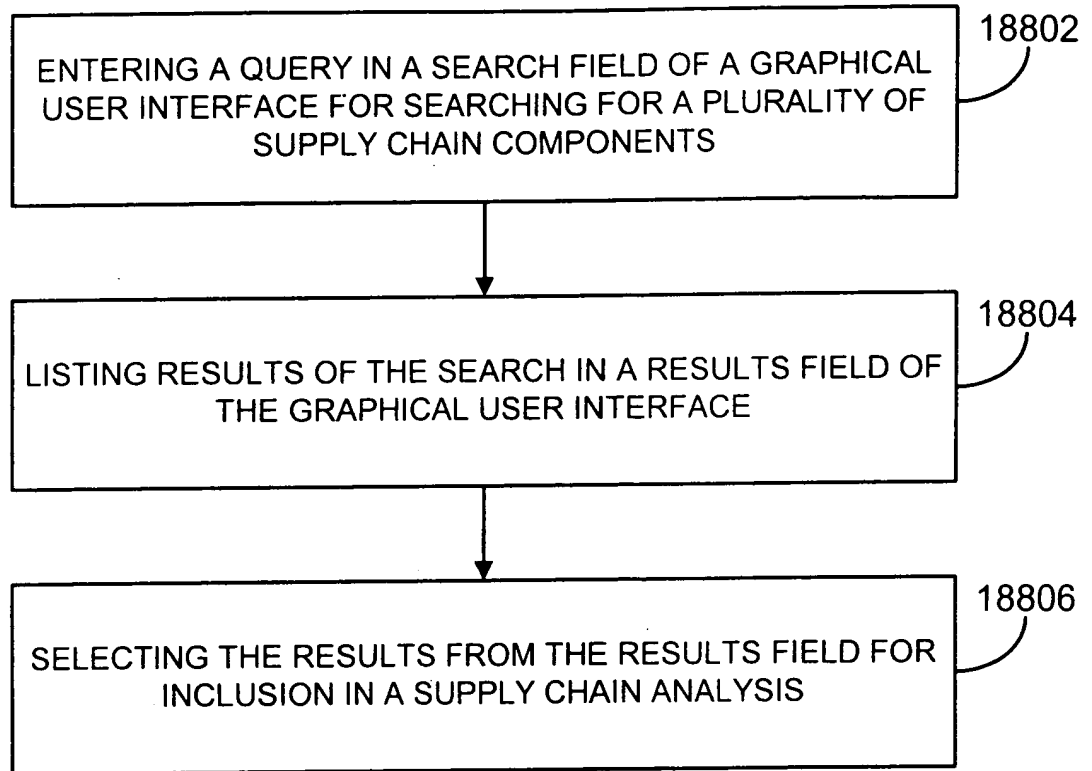 18802
ENTERING A QUERY IN A SEARCH FIELD OF A GRAPHICAL
USER INTERFACE FOR SEARCHING FOR A PLURALITY OF
SUPPLY CHAIN COMPONENTS
18804
LISTING RESULTS OF THE SEARCH IN A RESULTS FIELD OF
THE GRAPHICAL USER INTERFACE
18806
SELECTING THE RESULTS FROM THE RESULTS FIELD FOR
INCLUSION IN A SUPPLY CHAIN ANALYSIS